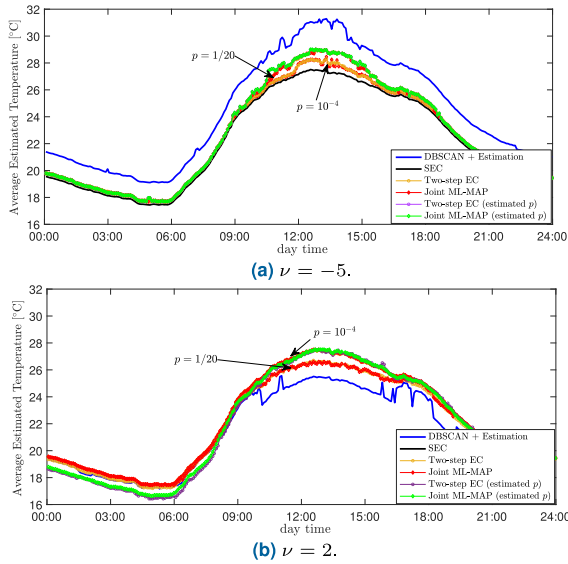 32
30
28
26
24
22
20
18
16
Average Estimated Temperature [°C]
p = 1/20
p = 10⁻⁴
DBSCAN + Estimation
SEC
Two-step EC
Joint ML-MAP
Two-step EC (estimated p)
Joint ML-MAP (estimated p)
00:00 03:00 06:00 09:00 12:00 15:00 18:00 21:00 24:00
day time
(a) ν = −5.
32
30
28
26
24
22
20
18
16
Average Estimated Temperature [°C]
p = 10⁻⁴
p = 1/20
DBSCAN + Estimation
SEC
Two-step EC
Joint ML-MAP
Two-step EC (estimated p)
Joint ML-MAP (estimated p)
00:00 03:00 06:00 09:00 12:00 15:00 18:00 21:00 24:00
day time
(b) ν = 2.